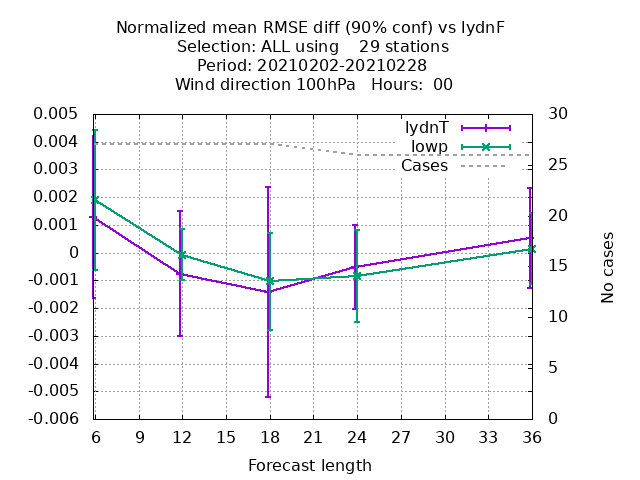 Normalized mean RMSE diff (90% conf) vs lydnF
Selection: ALL using    29 stations
Period: 20210202-20210228
Wind direction 100hPa   Hours:  00
lydnT
lowp
Cases
0.005
0.004
0.003
0.002
0.001
0
-0.001
-0.002
-0.003
-0.004
-0.005
-0.006
30
25
20
15
10
5
0
No cases
6 9 12 15 18 21 24 27 30 33 36
Forecast length